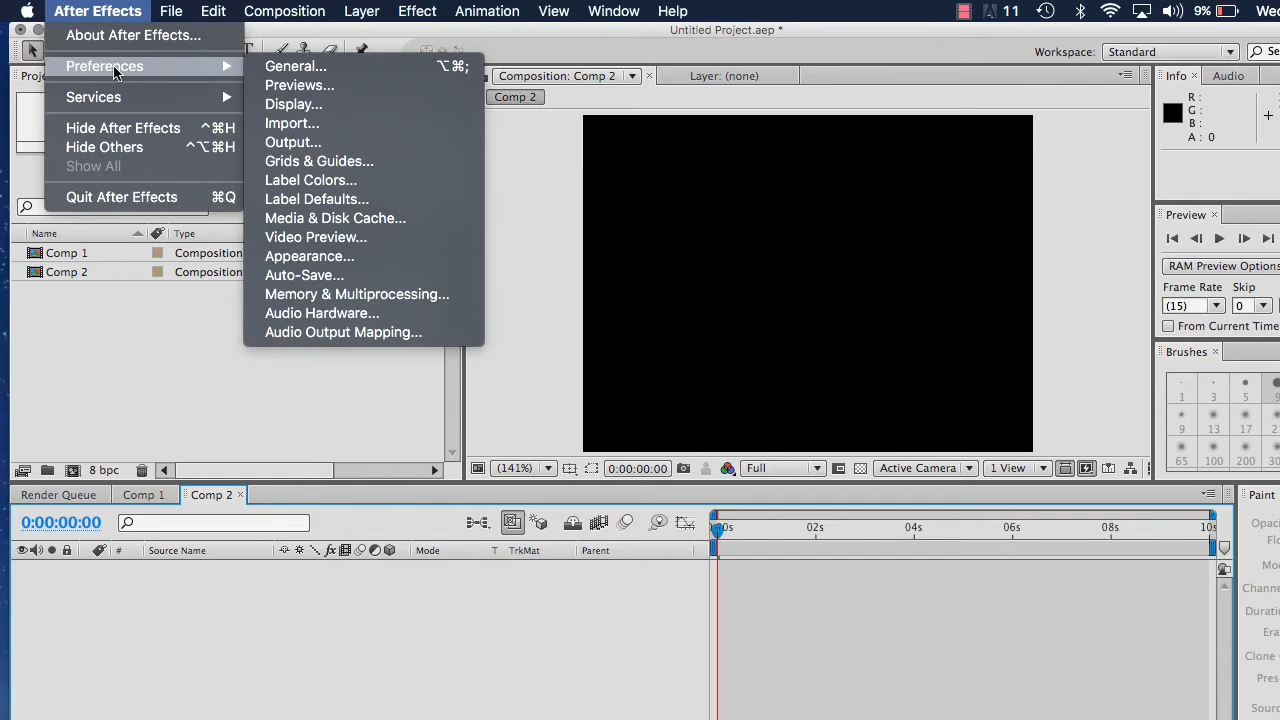 After Effects File Edit Composition Layer Effect Animation View Window Help 11 9% Wed
Untitled Project.aep *
About After Effects...
Preferences
Services
Hide After Effects ^⌘H
Hide Others ^⌥⌘H
Show All
Quit After Effects ⌘Q
General... ⌥⌘;
Previews...
Display...
Import...
Output...
Grids & Guides...
Label Colors...
Label Defaults...
Media & Disk Cache...
Video Preview...
Appearance...
Auto-Save...
Memory & Multiprocessing...
Audio Hardware...
Audio Output Mapping...
Workspace: Standard
Composition: Comp 2 Layer: (none)
Comp 2
Info Audio
R:
G:
B:
A: 0
Name Type
Comp 1 Composition
Comp 2 Composition
8 bpc
(141%) 0:00:00:00 Full Active Camera 1 View
Preview
RAM Preview Options
Frame Rate Skip
(15) 0
From Current Time
Brushes
1 3 5 9
9 13 17
65 100 200
Render Queue Comp 1 Comp 2
0:00:00:00
# Source Name Mode T TrkMat Parent
02s 04s 06s 08s 10s
Paint